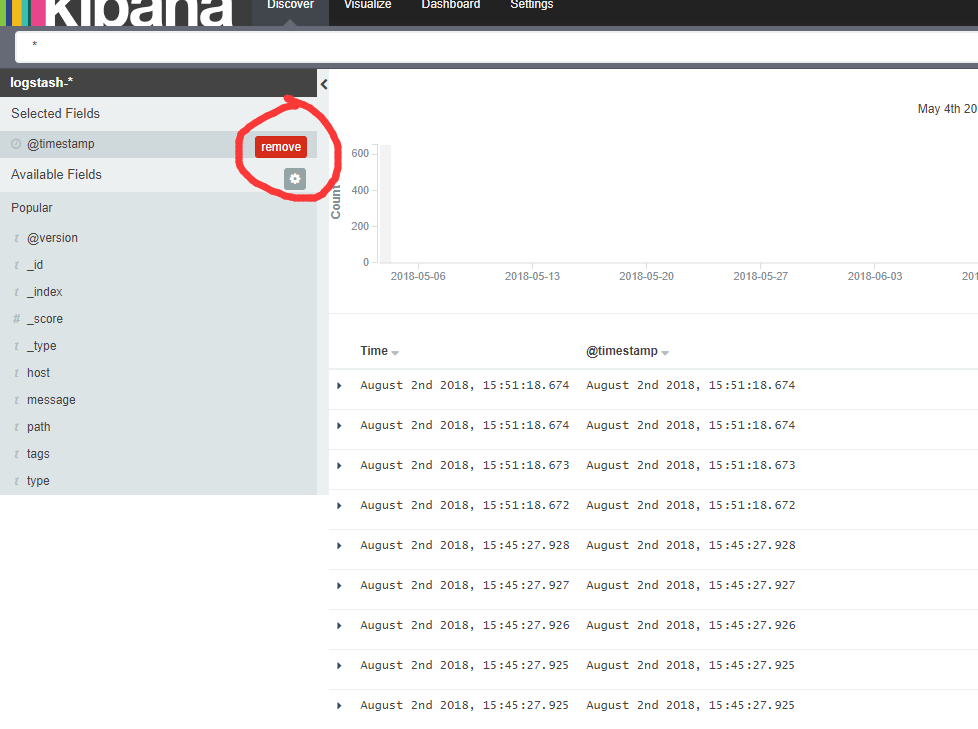 kibana
Discover Visualize Dashboard Settings
*
logstash-*
Selected Fields
@timestamp remove
Available Fields
Popular
t @version
t _id
t _index
# _score
t _type
t host
t message
t path
t tags
t type
May 4th 20
Count
600
400
200
0
2018-05-06 2018-05-13 2018-05-20 2018-05-27 2018-06-03 201
Time @timestamp
August 2nd 2018, 15:51:18.674 August 2nd 2018, 15:51:18.674
August 2nd 2018, 15:51:18.674 August 2nd 2018, 15:51:18.674
August 2nd 2018, 15:51:18.673 August 2nd 2018, 15:51:18.673
August 2nd 2018, 15:51:18.672 August 2nd 2018, 15:51:18.672
August 2nd 2018, 15:45:27.928 August 2nd 2018, 15:45:27.928
August 2nd 2018, 15:45:27.927 August 2nd 2018, 15:45:27.927
August 2nd 2018, 15:45:27.926 August 2nd 2018, 15:45:27.926
August 2nd 2018, 15:45:27.925 August 2nd 2018, 15:45:27.925
August 2nd 2018, 15:45:27.925 August 2nd 2018, 15:45:27.925